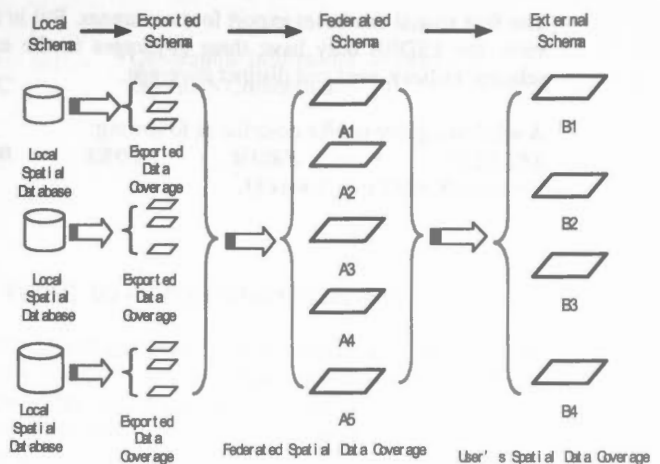 Local Schema
Exported Schema
Federated Schema
External Schema
Local Spatial Database
Exported Data Coverage
Local Spatial Database
Exported Data Coverage
Local Spatial Database
Exported Data Coverage
A1
A2
A3
A4
A5
Federated Spatial Data Coverage
B1
B2
B3
B4
User's Spatial Data Coverage